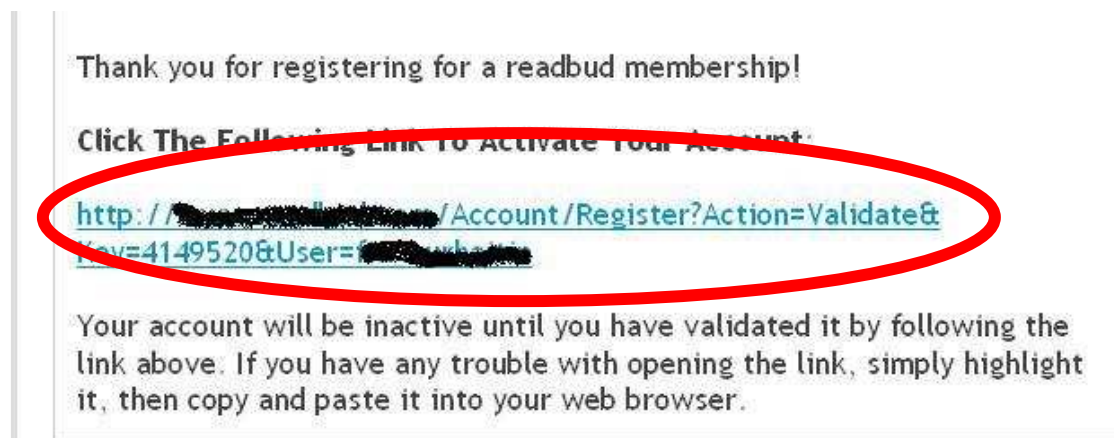 Thank you for registering for a readbud membership!
Click The Following Link To Activate Your Account:
http:// /Account/Register?Action=Validate&
Key=4149520&User=
Your account will be inactive until you have validated it by following the
link above. If you have any trouble with opening the link, simply highlight
it, then copy and paste it into your web browser.